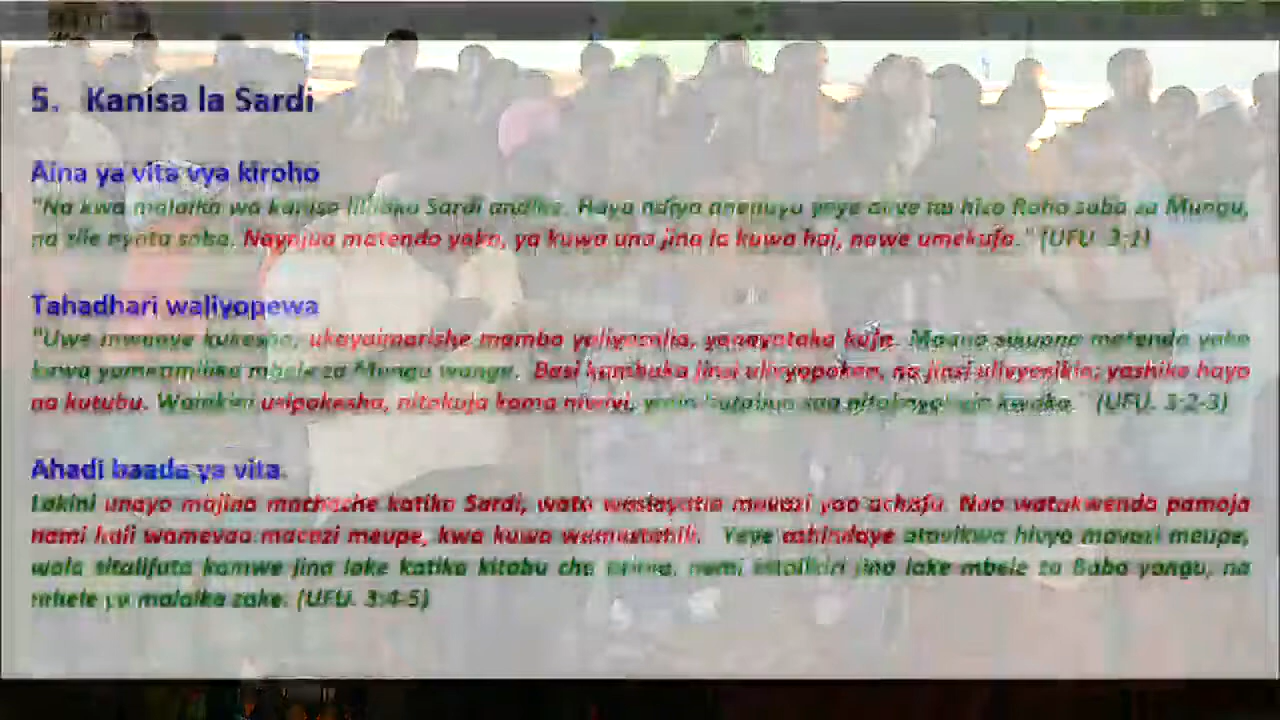 5. Kanisa la Sardi
Aina ya vita vya kiroho
"Na kwa malaika wa kanisa lililoko Sardi andika. Haya ndiyo anenayo yeye aliye na hizo Roho saba za Mungu,
na zile nyota saba. Nayajua matendo yako, ya kuwa una jina la kuwa hai, nawe umekufa." (UFU. 3:1)
Tahadhari waliyopewa
"Uwe mwenye kukesha, ukayaimarishe mambo yaliyosalia, yanayotaka kufa. Maana sikuona matendo yako
kuwa yamekamilika mbele za Mungu wangu. Basi kumbuka jinsi ulivyopokea, na jinsi ulivyosikia; yashike hayo
na kutubu. Walakini usipokesha, nitakuja kama mwivi, wala hutaijua saa nitakayokuja kwako." (UFU. 3:2-3)
Ahadi baada ya vita.
Lakini unayo majina machache katika Sardi, watu wasioyatia mavazi yao uchafu. Nao watakwenda pamoja
nami hali wamevaa mavazi meupe, kwa kuwa wamestahili. Yeye ashindaye atavikwa hivyo mavazi meupe,
wala sitalifuta kamwe jina lake katika kitabu cha uzima, nami nitalikiri jina lake mbele za Baba yangu, na
mbele ya malaika zake. (UFU. 3:4-5)